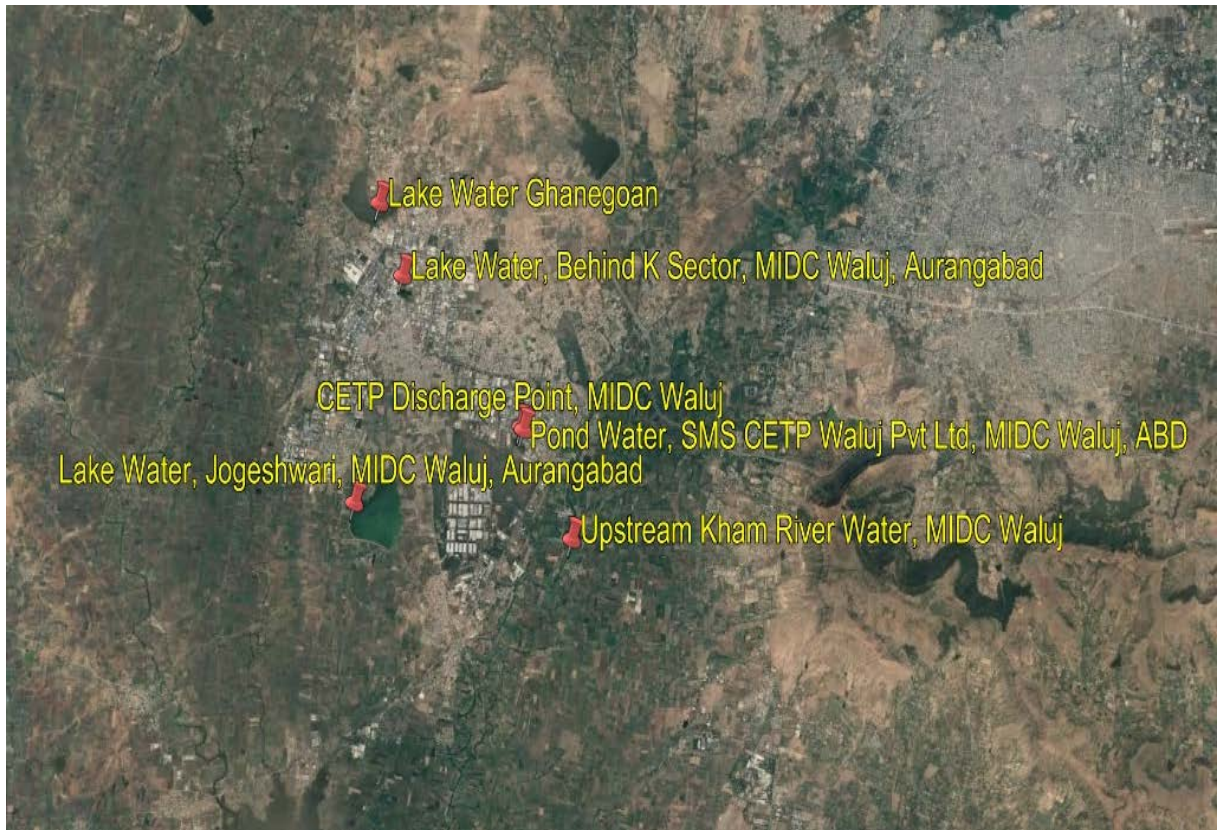 Lake Water Ghanegoan
Lake Water, Behind K Sector, MIDC Waluj, Aurangabad
CETP Discharge Point, MIDC Waluj
Pond Water, SMS CETP Waluj Pvt Ltd, MIDC Waluj, ABD
Lake Water, Jogeshwari, MIDC Waluj, Aurangabad
Upstream Kham River Water, MIDC Waluj